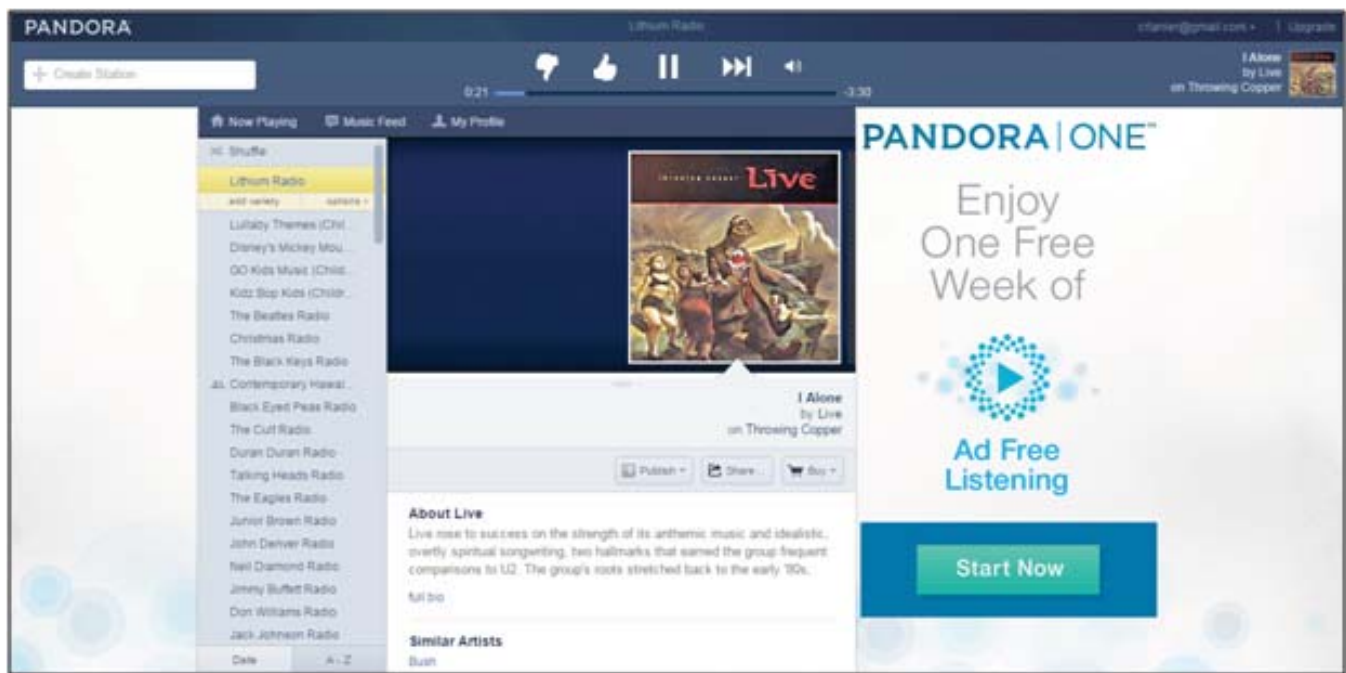 PANDORA
Lithium Radio
Upgrade
Create Station
0:21
-3:30
I Alone
by Live
on Throwing Copper
Now Playing
Music Feed
My Profile
Shuffle
Lithium Radio
add variety
options
Lullaby Themes (Chil...
Disney's Mickey Mou...
GO Kids Music (Child...
Kidz Bop Kids (Childr...
The Beatles Radio
Christmas Radio
The Black Keys Radio
Contemporary Hawai...
Black Eyed Peas Radio
The Cult Radio
Duran Duran Radio
Talking Heads Radio
The Eagles Radio
Junior Brown Radio
John Denver Radio
Neil Diamond Radio
Jimmy Buffett Radio
Don Williams Radio
Jack Johnson Radio
Date
A - Z
Live
I Alone
by Live
on Throwing Copper
Publish
Share...
Buy
About Live
Live rose to success on the strength of its anthemic music and idealistic,
overtly spiritual songwriting, two hallmarks that earned the group frequent
comparisons to U2. The group's roots stretched back to the early '80s,
full bio
Similar Artists
Bush
PANDORA | ONE™
Enjoy
One Free
Week of
Ad Free
Listening
Start Now